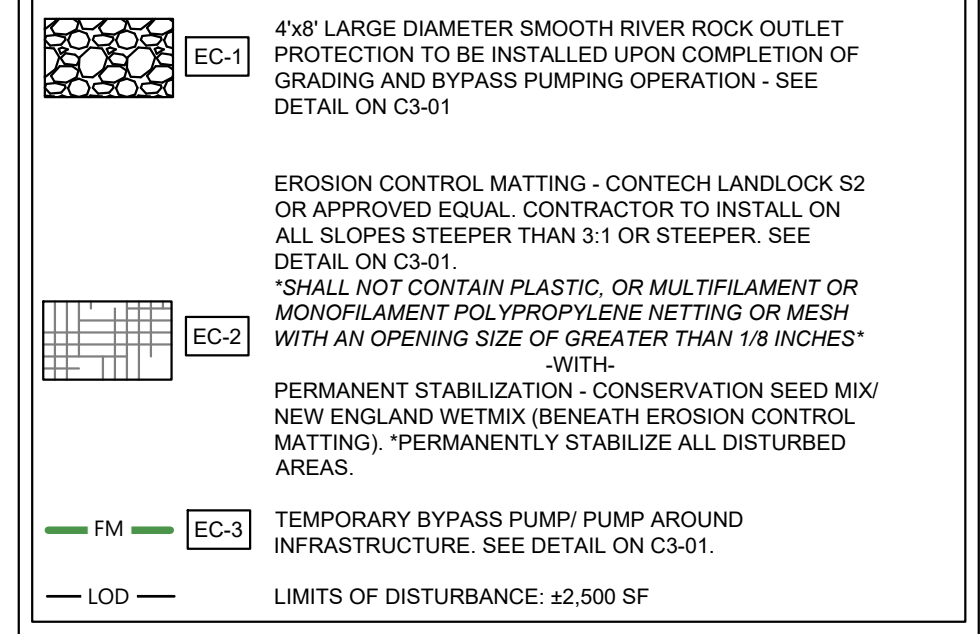 EC-1
4'x8' LARGE DIAMETER SMOOTH RIVER ROCK OUTLET
PROTECTION TO BE INSTALLED UPON COMPLETION OF
GRADING AND BYPASS PUMPING OPERATION - SEE
DETAIL ON C3-01
EC-2
EROSION CONTROL MATTING - CONTECH LANDLOCK S2
OR APPROVED EQUAL. CONTRACTOR TO INSTALL ON
ALL SLOPES STEEPER THAN 3:1 OR STEEPER. SEE
DETAIL ON C3-01.
*SHALL NOT CONTAIN PLASTIC, OR MULTIFILAMENT OR
MONOFILAMENT POLYPROPYLENE NETTING OR MESH
WITH AN OPENING SIZE OF GREATER THAN 1/8 INCHES*
-WITH-
PERMANENT STABILIZATION - CONSERVATION SEED MIX/
NEW ENGLAND WETMIX (BENEATH EROSION CONTROL
MATTING). *PERMANENTLY STABILIZE ALL DISTURBED
AREAS.
FM EC-3
TEMPORARY BYPASS PUMP/ PUMP AROUND
INFRASTRUCTURE. SEE DETAIL ON C3-01.
LOD LIMITS OF DISTURBANCE: ±2,500 SF